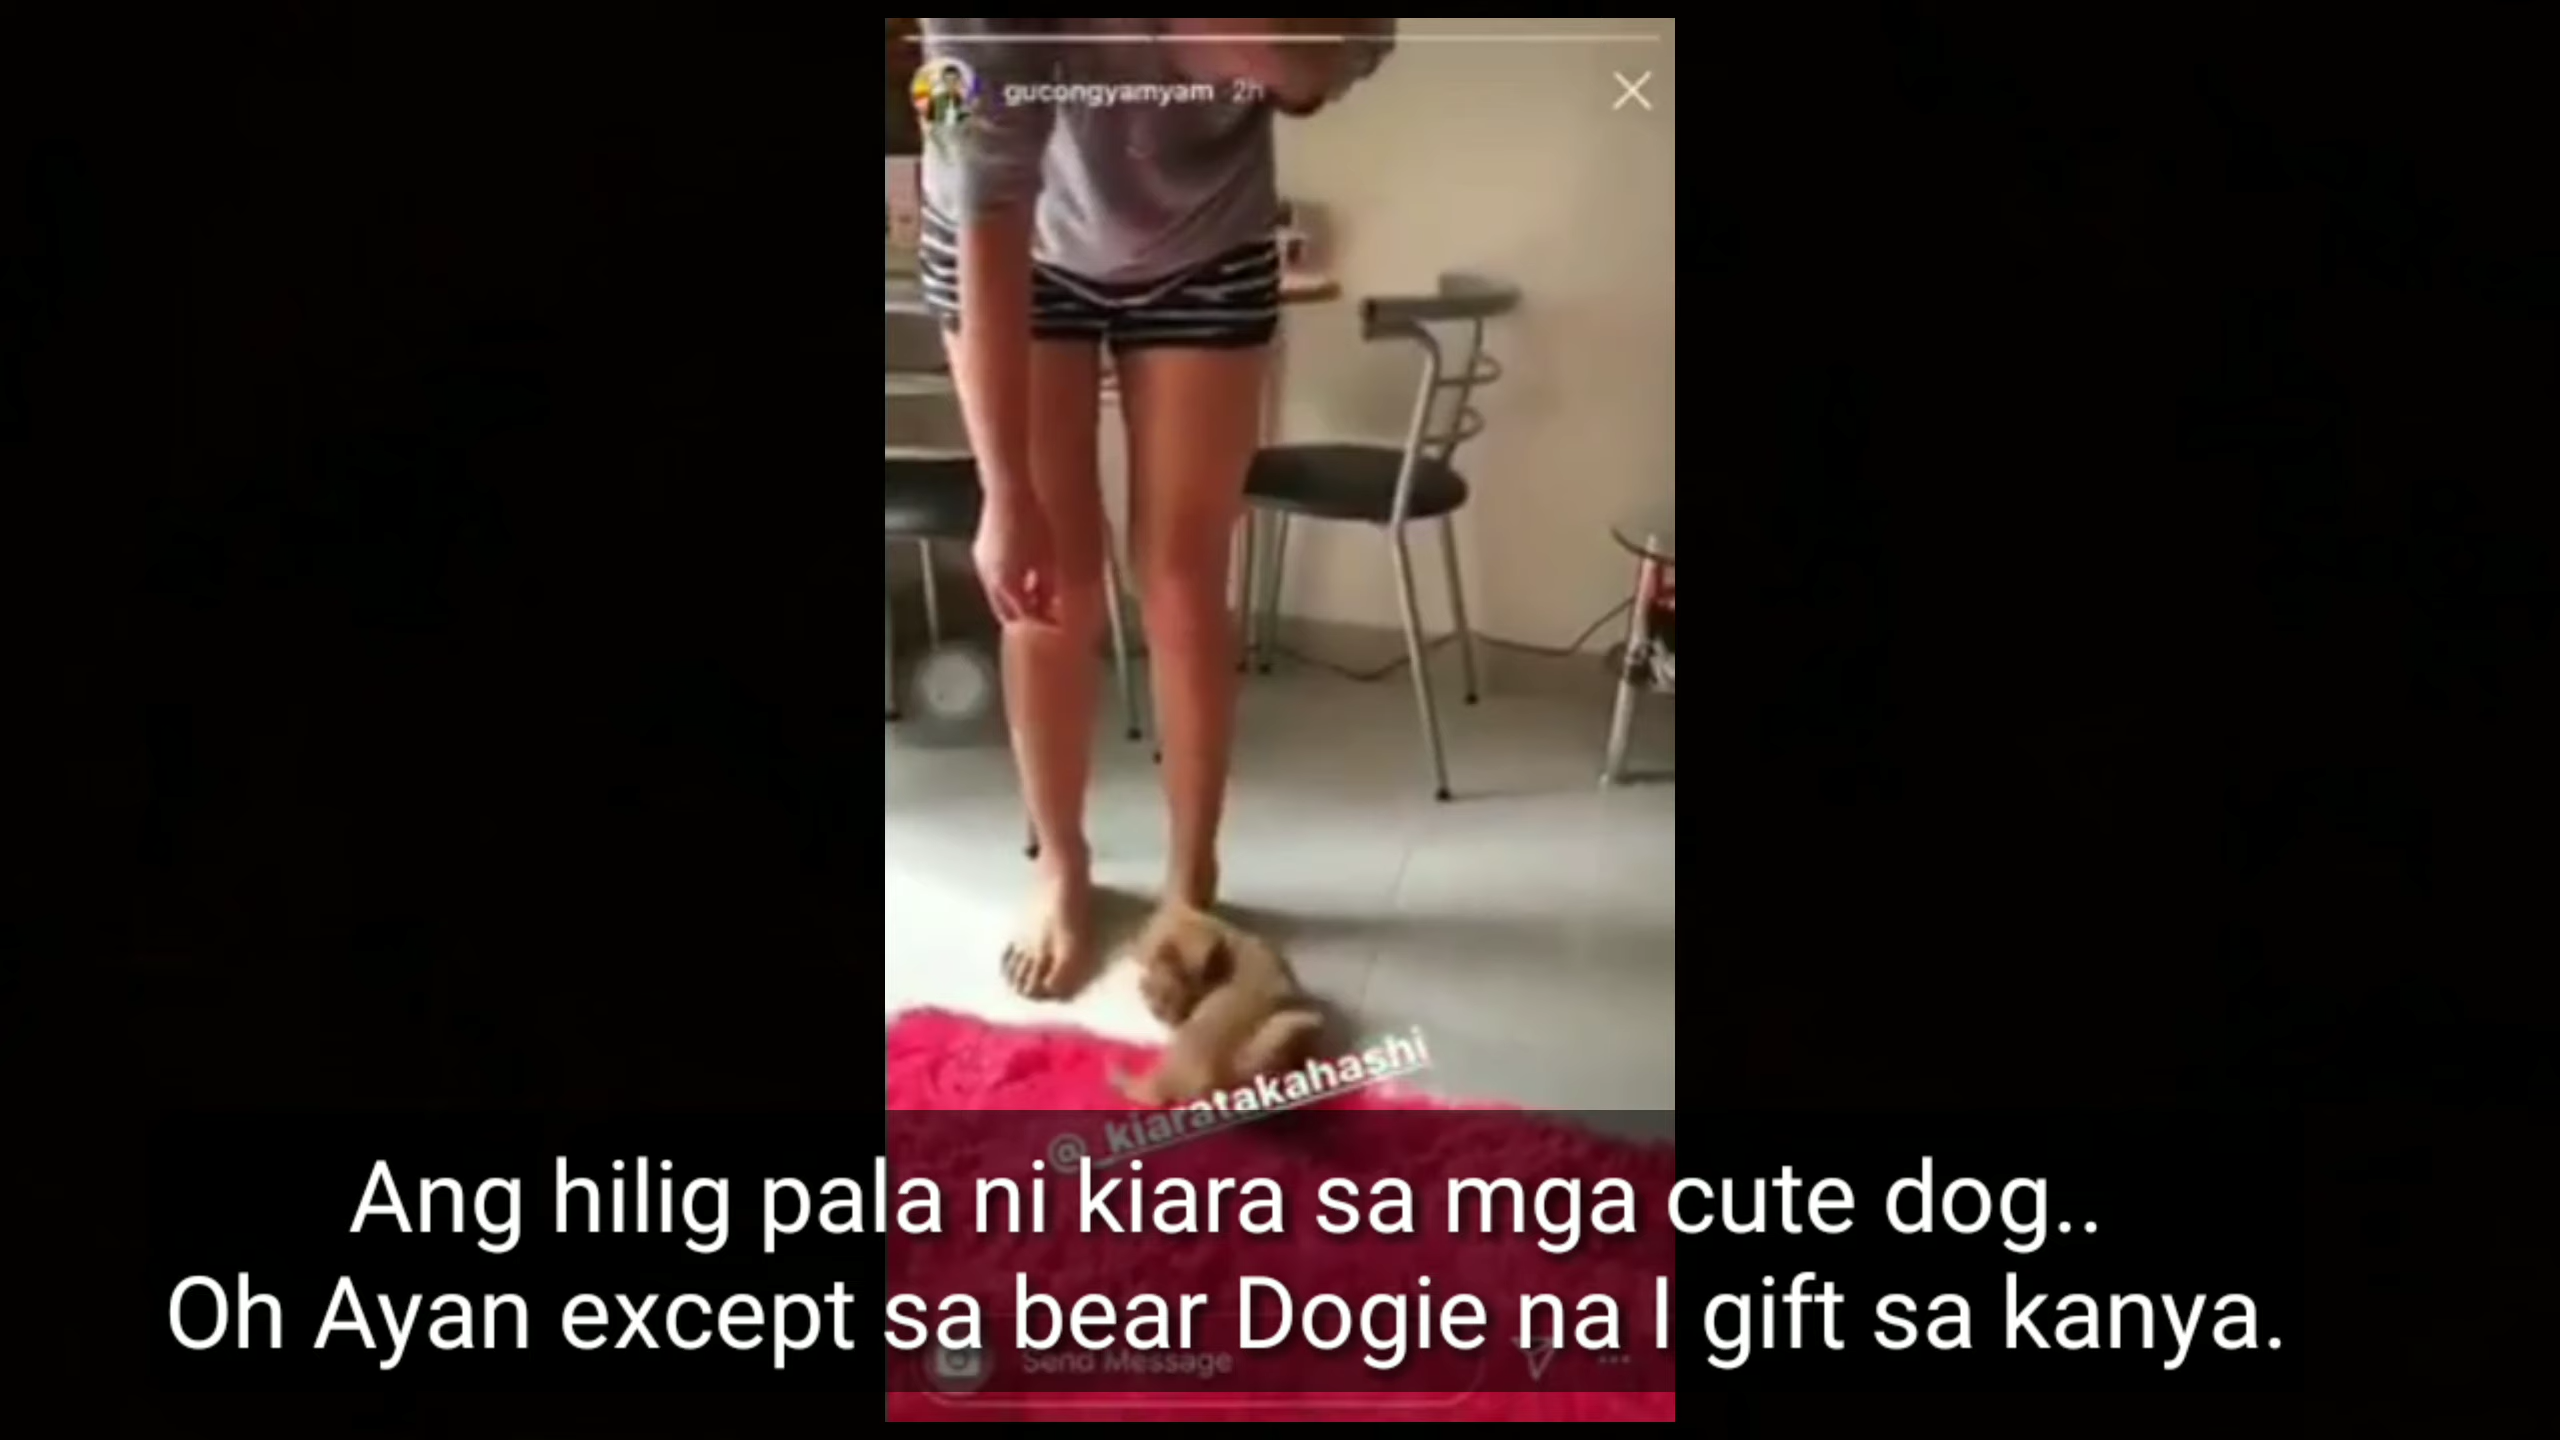 gucongyamyam 2h
@_kiaratakahashi
Ang hilig pala ni kiara sa mga cute dog..
Oh Ayan except sa bear Dogie na I gift sa kanya.
Send Message